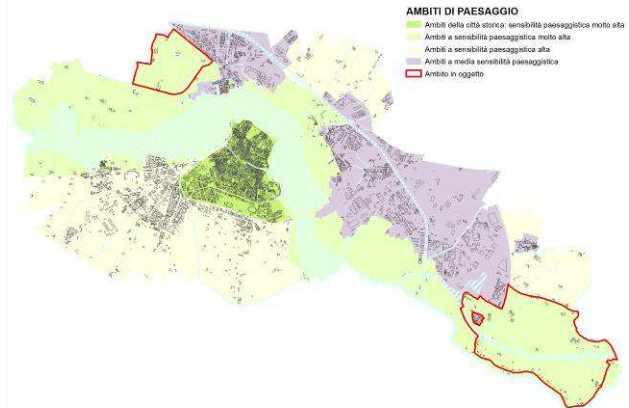 AMBITI DI PAESAGGIO
Ambiti della città storica: sensibilità paesaggistica molto alta
Ambiti a sensibilità paesaggistica molto alta
Ambiti a sensibilità paesaggistica alta
Ambiti a media sensibilità paesaggistica
Ambito in oggetto